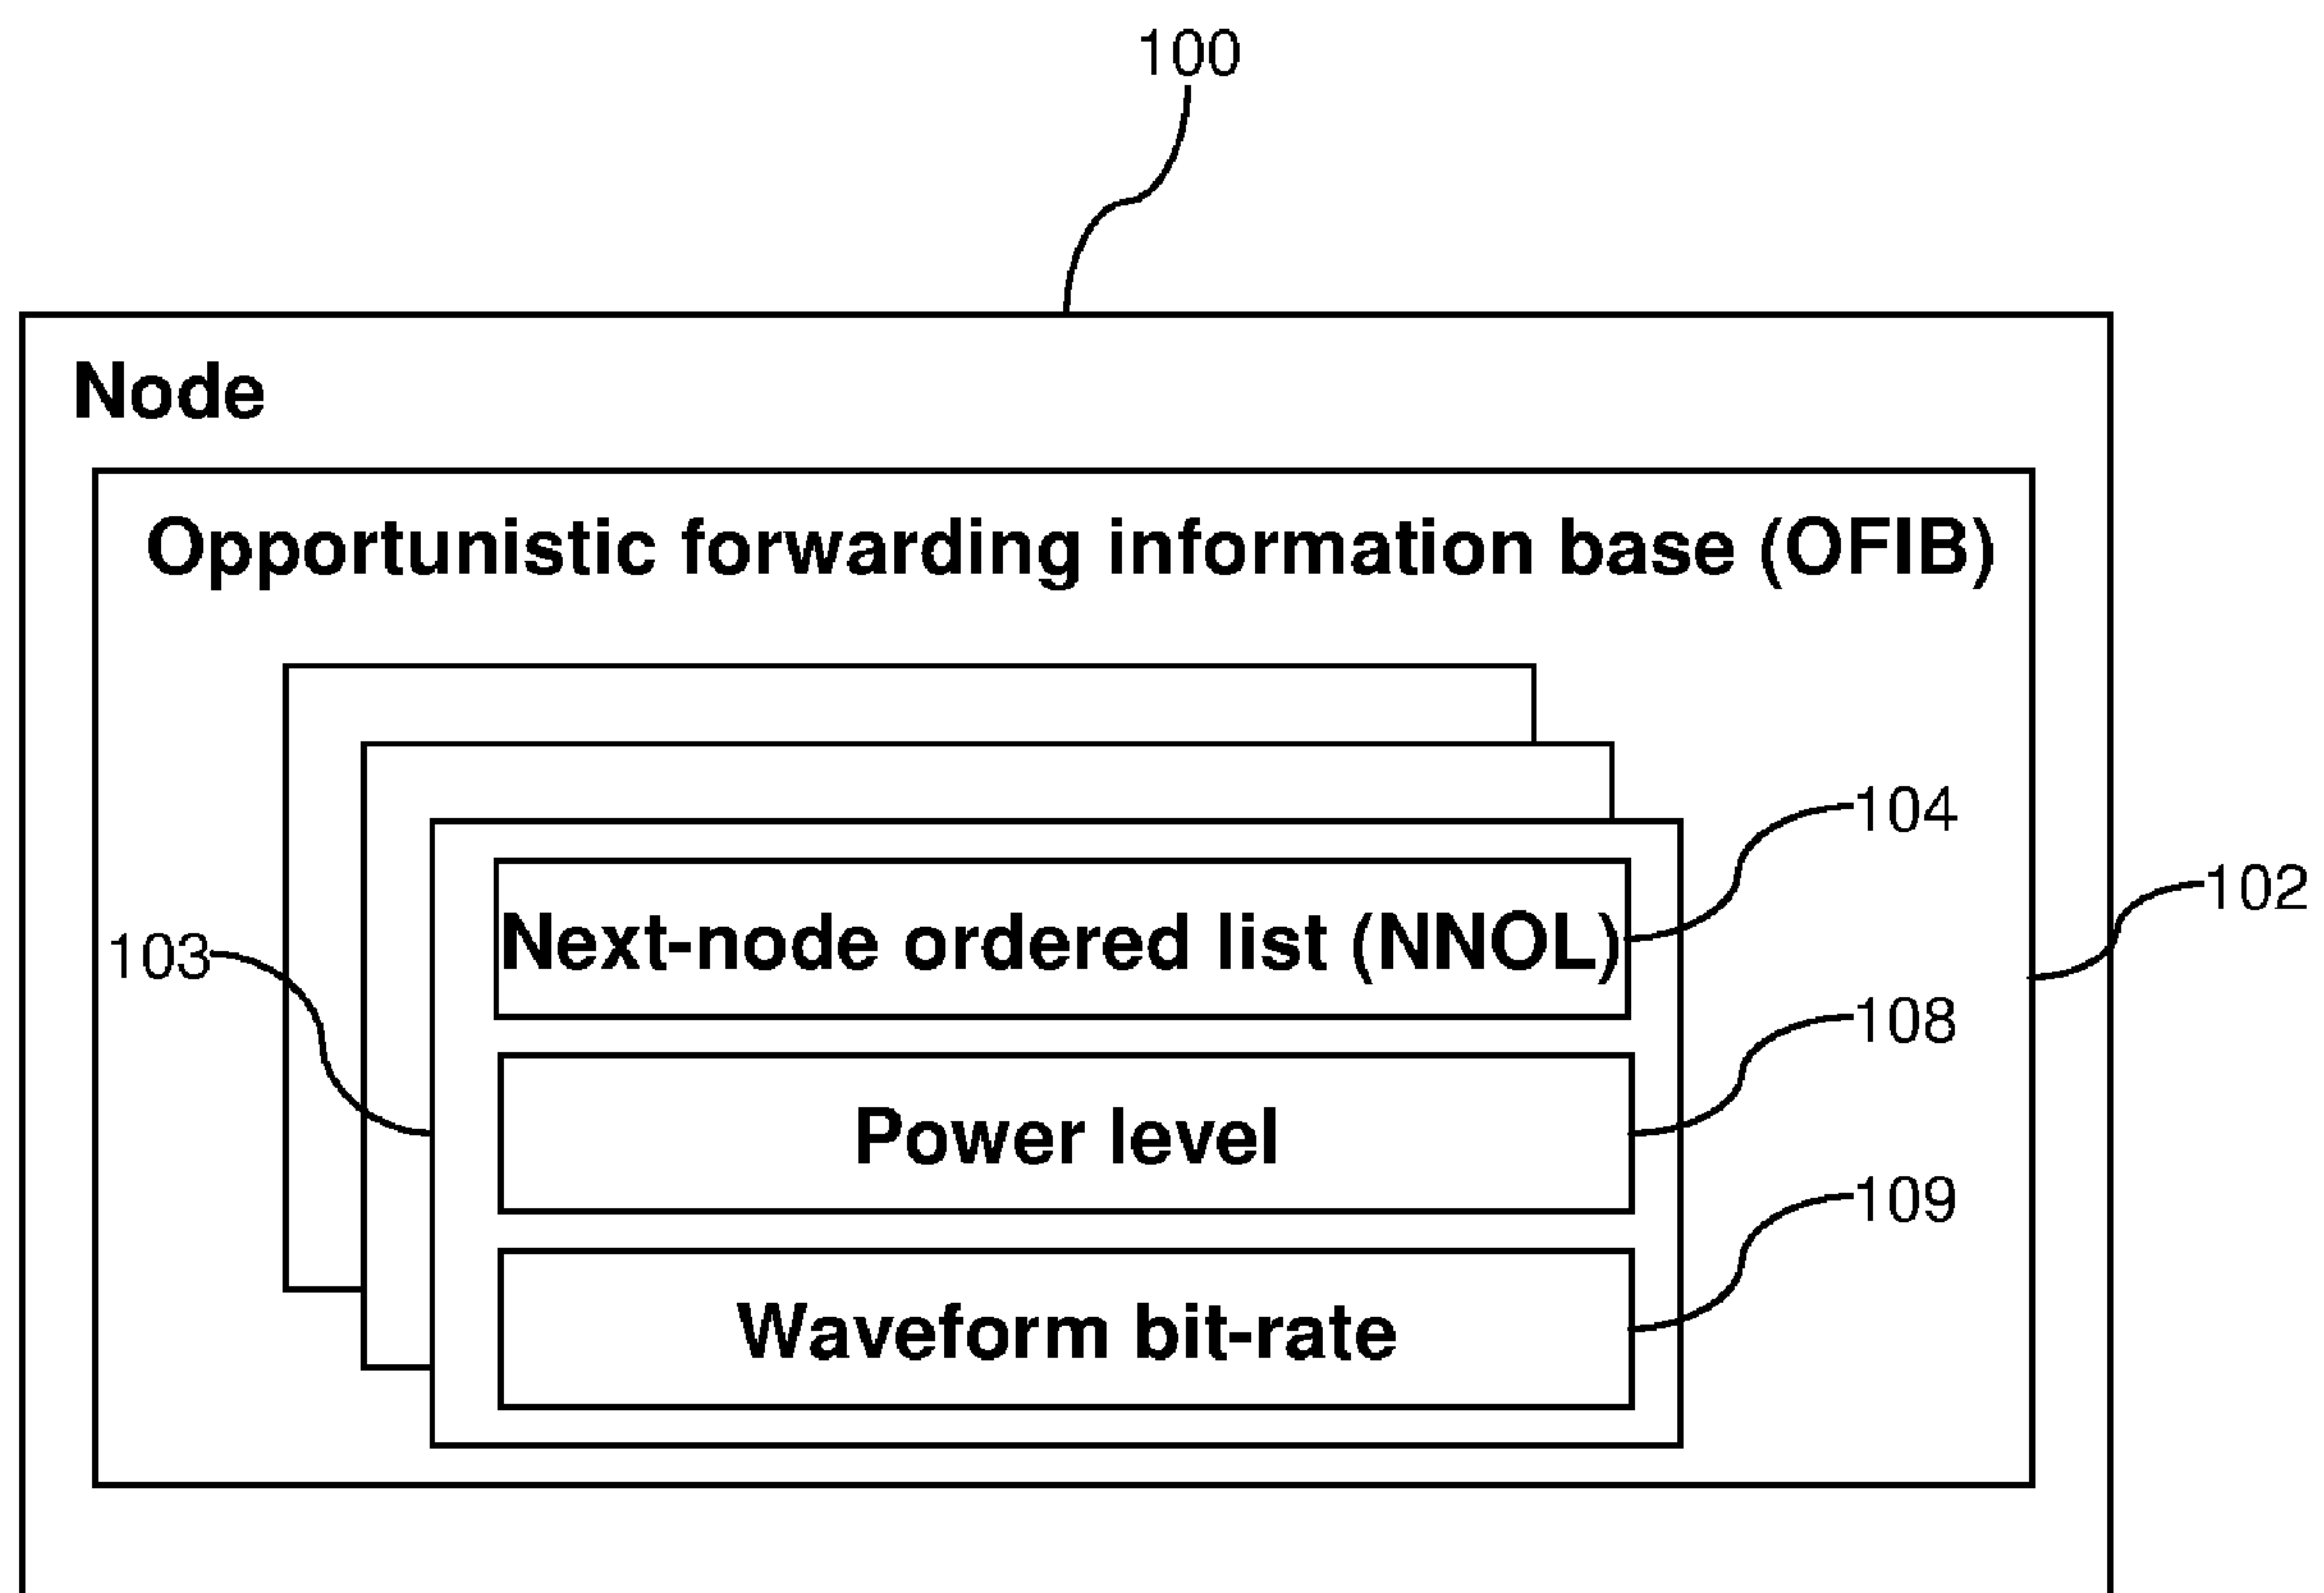 100
Node
Opportunistic forwarding information base (OFIB)
104
102
Next-node ordered list (NNOL)
103
108
Power level
109
Waveform bit-rate